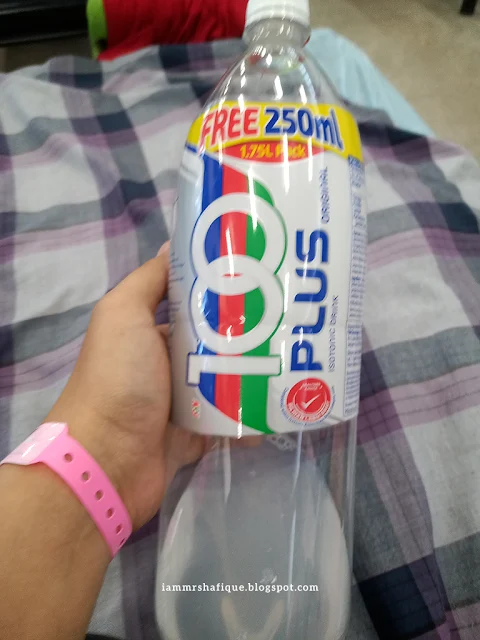 FREE 250ml
1.75L Pack
100
PLUS
ORIGINAL
ISOTONIC DRINK
iammrshafique.blogspot.com